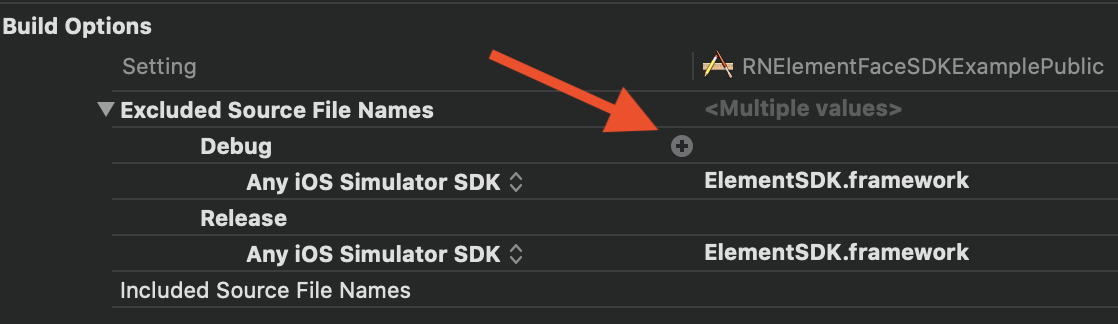 Build Options
Setting RNElementFaceSDKExamplePublic
Excluded Source File Names <Multiple values>
Debug
Any iOS Simulator SDK ElementSDK.framework
Release
Any iOS Simulator SDK ElementSDK.framework
Included Source File Names